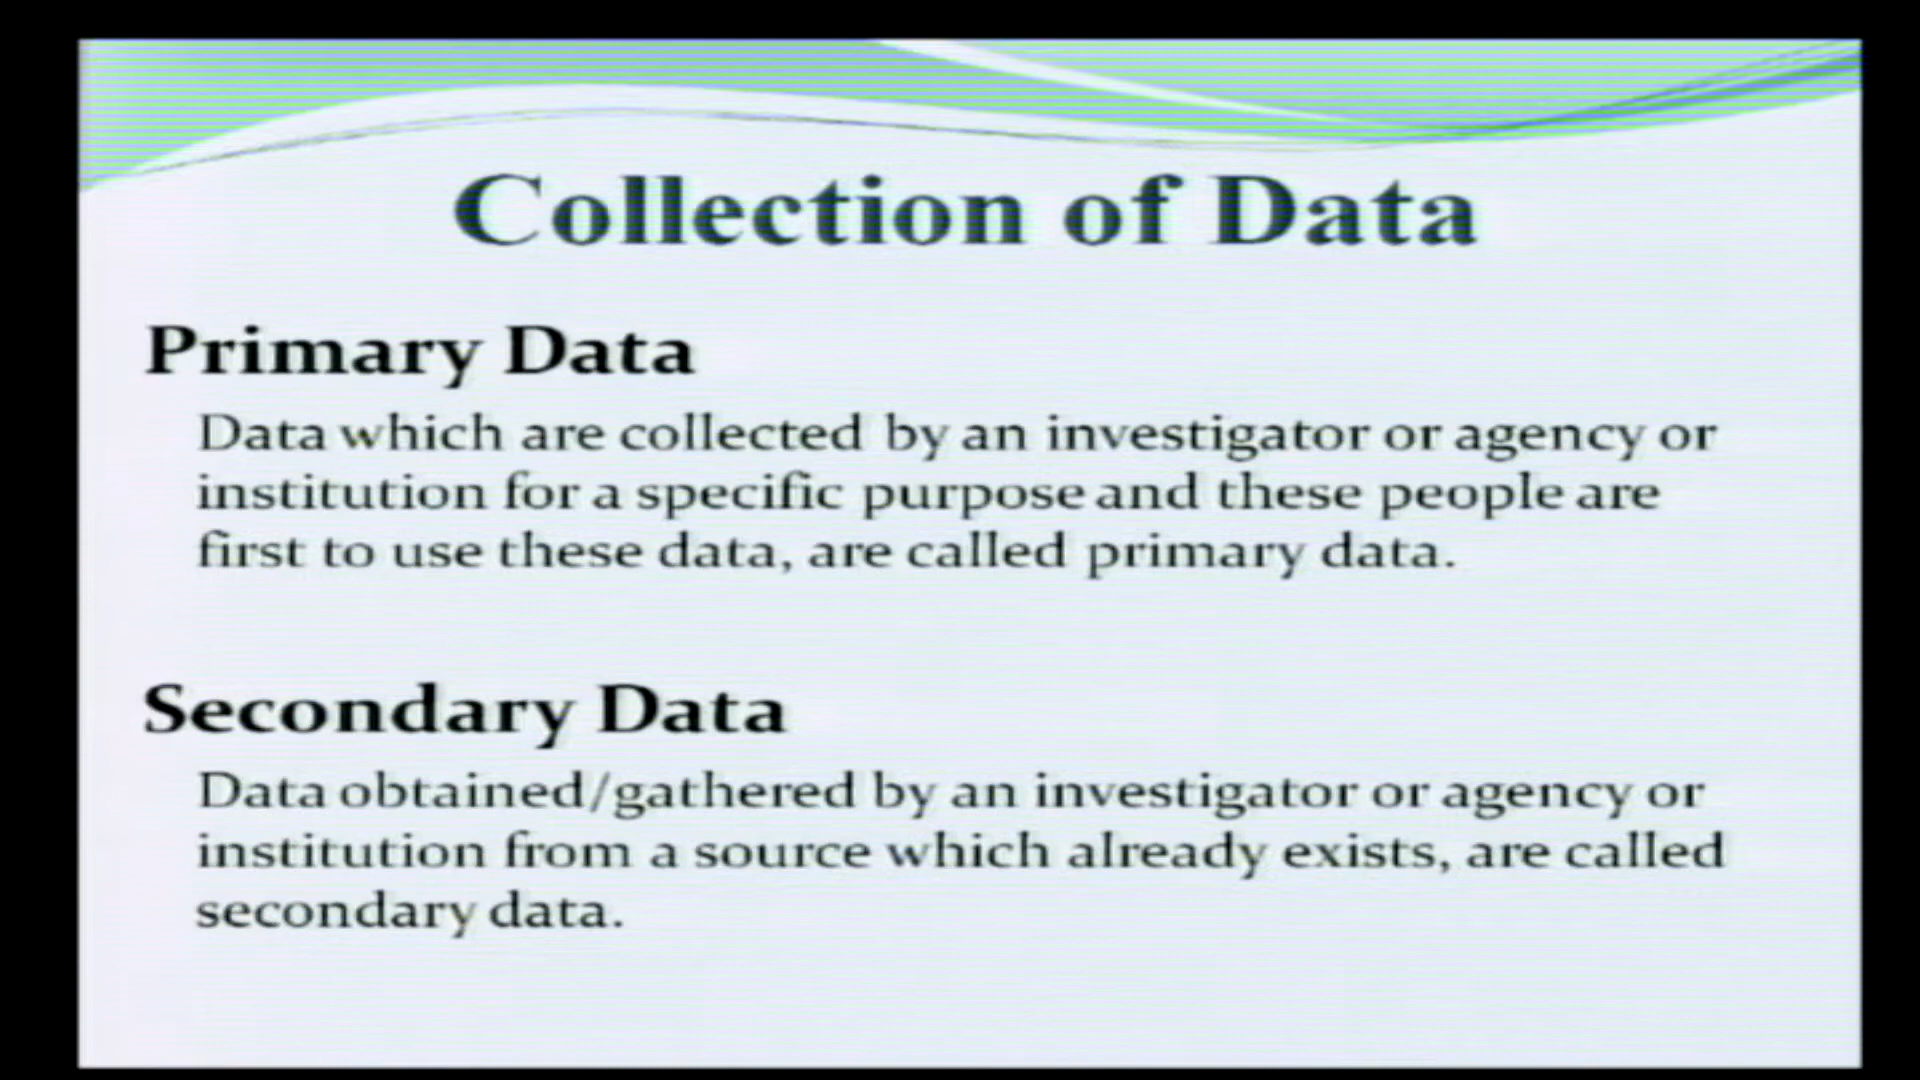 Collection of Data
Primary Data
Data which are collected by an investigator or agency or
institution for a specific purpose and these people are
first to use these data, are called primary data.
Secondary Data
Data obtained/gathered by an investigator or agency or
institution from a source which already exists, are called
secondary data.